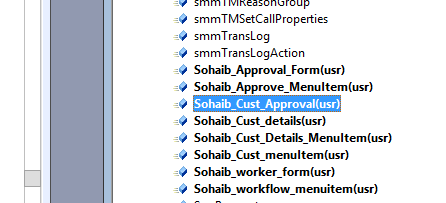 smmTMReasonGroup
smmTMSetCallProperties
smmTransLog
smmTransLogAction
Sohaib_Approval_Form(usr)
Sohaib_Approve_MenuItem(usr)
Sohaib_Cust_Approval(usr)
Sohaib_Cust_details(usr)
Sohaib_Cust_Details_MenuItem(usr)
Sohaib_Cust_menuItem(usr)
Sohaib_worker_form(usr)
Sohaib_workflow_menuitem(usr)